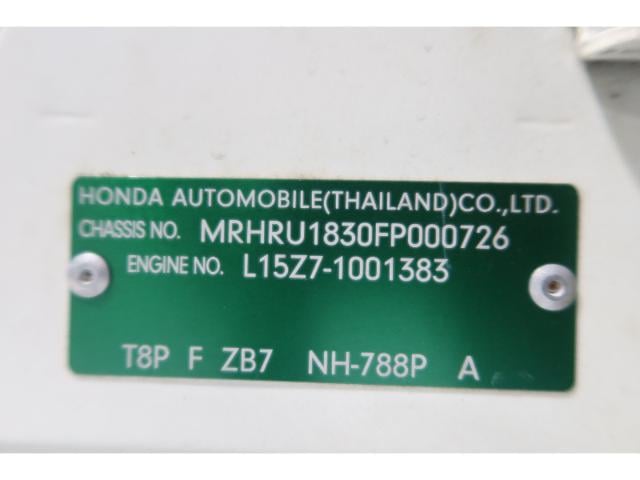 HONDA AUTOMOBILE(THAILAND)CO.,LTD.
CHASSIS NO. MRHRU1830FP000726
ENGINE NO. L15Z7-1001383
T8P F ZB7 NH-788P A